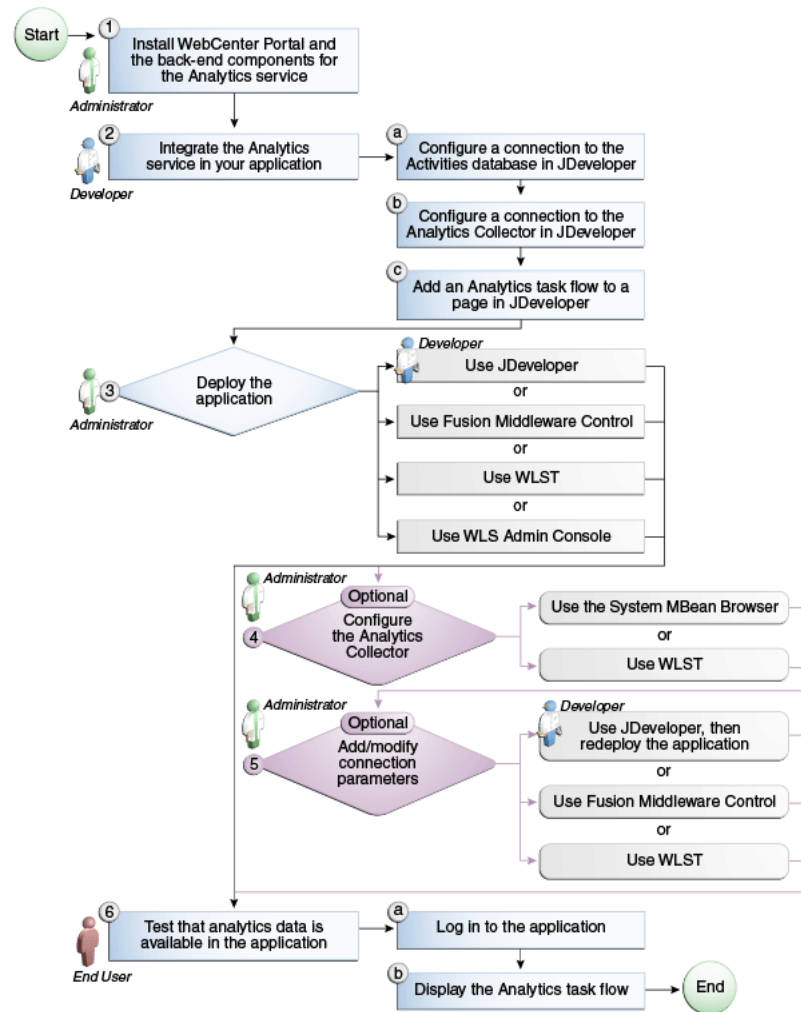 Start
1
Install WebCenter Portal and
the back-end components for
the Analytics service
Administrator
2
Integrate the Analytics
service in your application
Developer
a
Configure a connection to the
Activities database in JDeveloper
b
Configure a connection to the
Analytics Collector in JDeveloper
c
Add an Analytics task flow to a
page in JDeveloper
3
Deploy the
application
Administrator
Developer
Use JDeveloper
or
Use Fusion Middleware Control
or
Use WLST
or
Use WLS Admin Console
Administrator
Optional
4
Configure
the Analytics
Collector
Use the System MBean Browser
or
Use WLST
Administrator
Optional
5
Add/modify
connection
parameters
Developer
Use JDeveloper, then
redeploy the application
or
Use Fusion Middleware Control
or
Use WLST
6
Test that analytics data is
available in the application
End User
a
Log in to the application
b
Display the Analytics task flow
End